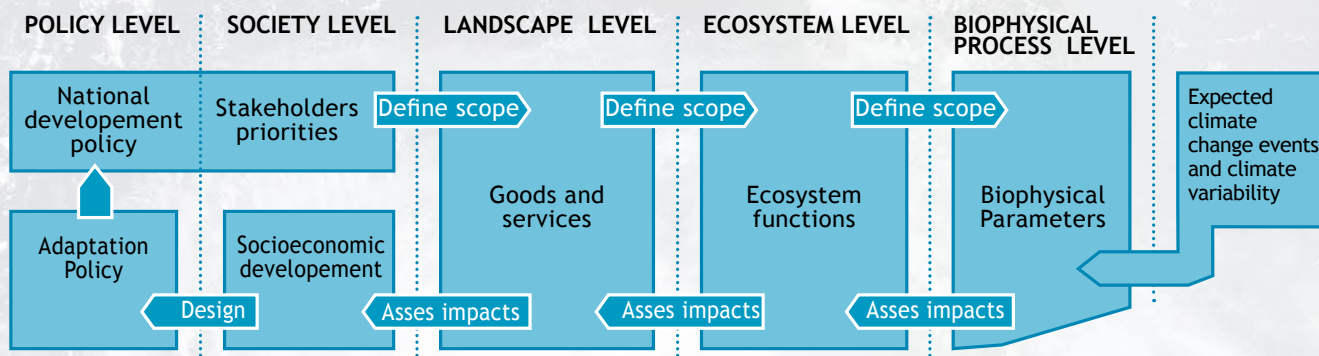 POLICY LEVEL
SOCIETY LEVEL
LANDSCAPE LEVEL
ECOSYSTEM LEVEL
BIOPHYSICAL
PROCESS LEVEL
National
developement
policy
Stakeholders
priorities
Define scope
Define scope
Define scope
Expected
climate
change events
and climate
variability
Goods and
services
Ecosystem
functions
Biophysical
Parameters
Adaptation
Policy
Socioeconomic
developement
Design
Asses impacts
Asses impacts
Asses impacts